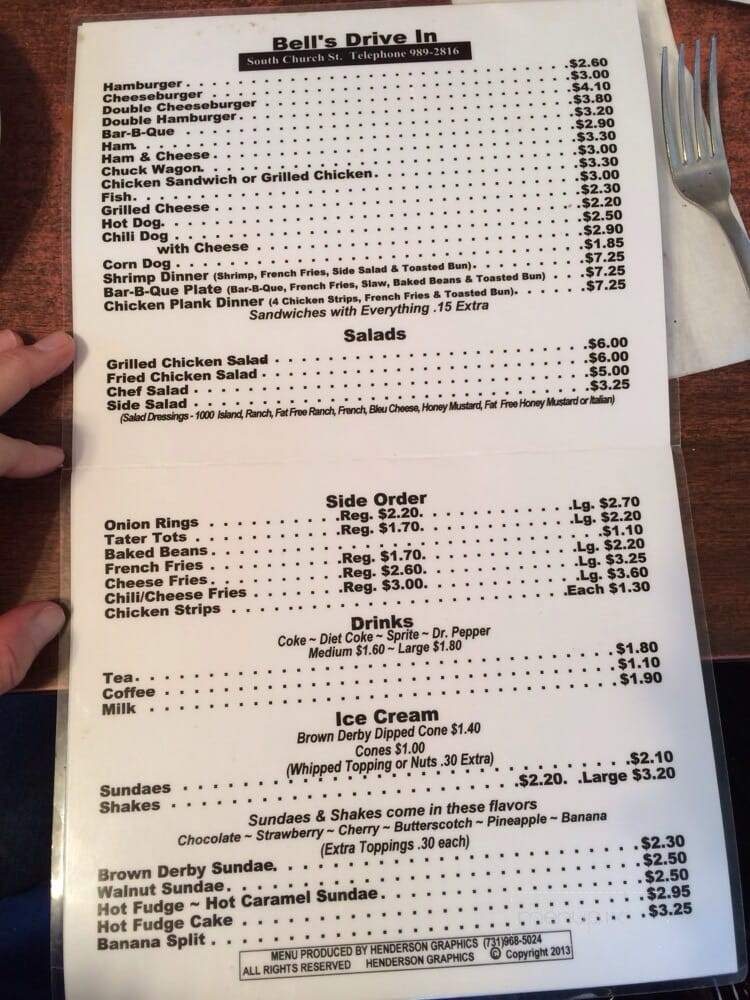 Bell's Drive In
South Church St. Telephone 989-2816
Hamburger . . . . . $2.60
Cheeseburger . . . . . $3.00
Double Cheeseburger . . . . . $4.10
Double Hamburger . . . . . $3.80
Bar-B-Que . . . . . $3.20
Ham . . . . . $2.90
Ham & Cheese . . . . . $3.30
Chuck Wagon . . . . . $3.00
Chicken Sandwich or Grilled Chicken . . . . . $3.30
Fish . . . . . $3.00
Grilled Cheese . . . . . $2.30
Hot Dog . . . . . $2.20
Chili Dog . . . . . $2.50
with Cheese . . . . . $2.90
Corn Dog . . . . . $1.85
Shrimp Dinner (Shrimp, French Fries, Side Salad & Toasted Bun) . . . . . $7.25
Bar-B-Que Plate (Bar-B-Que, French Fries, Slaw, Baked Beans & Toasted Bun) . . . . . $7.25
Chicken Plank Dinner (4 Chicken Strips, French Fries & Toasted Bun) . . . . . $7.25
Sandwiches with Everything .15 Extra
Salads
Grilled Chicken Salad . . . . . $6.00
Fried Chicken Salad . . . . . $6.00
Chef Salad . . . . . $5.00
Side Salad . . . . . $3.25
(Salad Dressings - 1000 Island, Ranch, Fat Free Ranch, French, Bleu Cheese, Honey Mustard, Fat Free Honey Mustard or Italian)
Side Order
Onion Rings . . . . . Reg. $2.20 . . . . . Lg. $2.70
Tater Tots . . . . . Reg. $1.70 . . . . . Lg. $2.20
Baked Beans . . . . . $1.10
French Fries . . . . . Reg. $1.70 . . . . . Lg. $2.20
Cheese Fries . . . . . Reg. $2.60 . . . . . Lg. $3.25
Chili/Cheese Fries . . . . . Reg. $3.00 . . . . . Lg. $3.60
Chicken Strips . . . . . Each $1.30
Drinks
Coke ~ Diet Coke ~ Sprite ~ Dr. Pepper
Medium $1.60 ~ Large $1.80
Tea . . . . . $1.80
Coffee . . . . . $1.10
Milk . . . . . $1.90
Ice Cream
Brown Derby Dipped Cone $1.40
Cones $1.00
(Whipped Topping or Nuts .30 Extra)
Sundaes . . . . . $2.10
Shakes . . . . . $2.20. .Large $3.20
Sundaes & Shakes come in these flavors
Chocolate ~ Strawberry ~ Cherry ~ Butterscotch ~ Pineapple ~ Banana
(Extra Toppings .30 each)
Brown Derby Sundae . . . . . $2.30
Walnut Sundae . . . . . $2.50
Hot Fudge ~ Hot Caramel Sundae . . . . . $2.50
Hot Fudge Cake . . . . . $2.95
Banana Split . . . . . $3.25
MENU PRODUCED BY HENDERSON GRAPHICS (731)968-5024
ALL RIGHTS RESERVED HENDERSON GRAPHICS © Copyright 2013